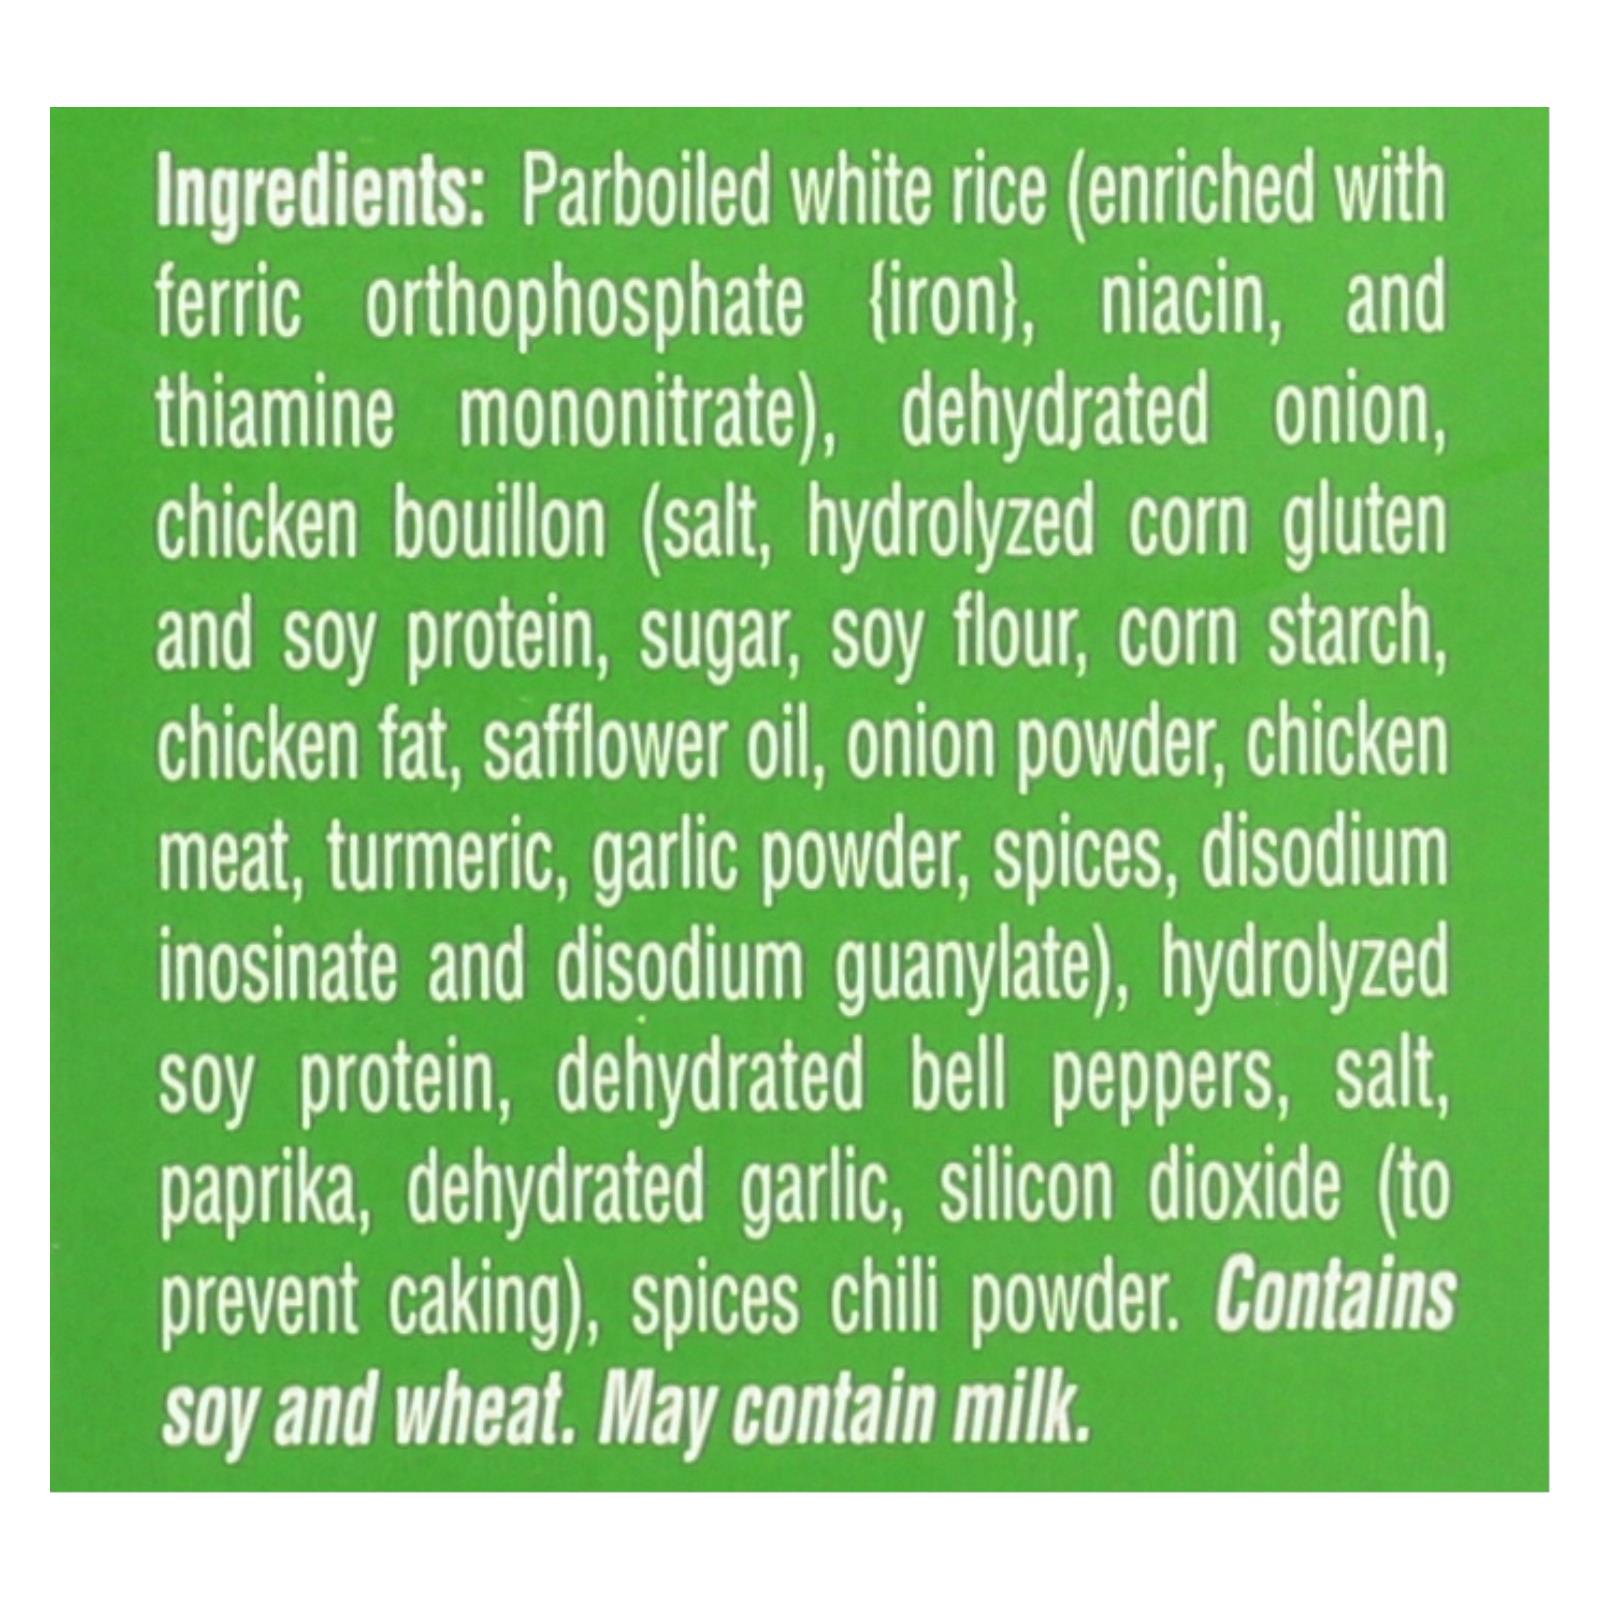 Ingredients: Parboiled white rice (enriched with
ferric orthophosphate {iron}, niacin, and
thiamine mononitrate), dehydrated onion,
chicken bouillon (salt, hydrolyzed corn gluten
and soy protein, sugar, soy flour, corn starch,
chicken fat, safflower oil, onion powder, chicken
meat, turmeric, garlic powder, spices, disodium
inosinate and disodium guanylate), hydrolyzed
soy protein, dehydrated bell peppers, salt,
paprika, dehydrated garlic, silicon dioxide (to
prevent caking), spices chili powder. Contains
soy and wheat. May contain milk.